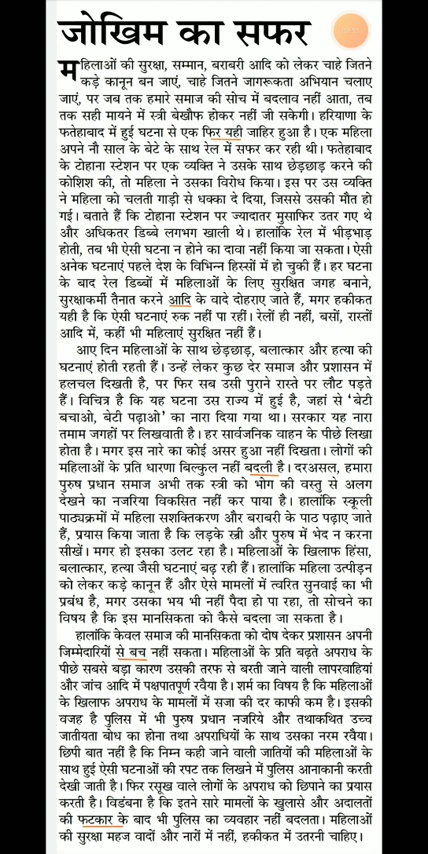 जोखिम का सफर
महिलाओं की सुरक्षा, सम्मान, बराबरी आदि को लेकर चाहे जितने
कड़े कानून बन जाएं, चाहे जितने जागरूकता अभियान चलाए
जाएं, पर जब तक हमारे समाज की सोच में बदलाव नहीं आता, तब
तक सही मायने में स्त्री बेखौफ होकर नहीं जी सकेगी। हरियाणा के
फतेहाबाद में हुई घटना से एक फिर यही जाहिर हुआ है। एक महिला
अपने नौ साल के बेटे के साथ रेल में सफर कर रही थी। फतेहाबाद
के टोहाना स्टेशन पर एक व्यक्ति ने उसके साथ छेड़छाड़ करने की
कोशिश की, तो महिला ने उसका विरोध किया। इस पर उस व्यक्ति
ने महिला को चलती गाड़ी से धक्का दे दिया, जिससे उसकी मौत हो
गई। बताते हैं कि टोहाना स्टेशन पर ज्यादातर मुसाफिर उतर गए थे
और अधिकतर डिब्बे लगभग खाली थे। हालांकि रेल में भीड़भाड़
होती, तब भी ऐसी घटना न होने का दावा नहीं किया जा सकता। ऐसी
अनेक घटनाएं पहले देश के विभिन्न हिस्सों में हो चुकी हैं। हर घटना
के बाद रेल डिब्बों में महिलाओं के लिए सुरक्षित जगह बनाने,
सुरक्षाकर्मी तैनात करने आदि के वादे दोहराए जाते हैं, मगर हकीकत
यही है कि ऐसी घटनाएं रुक नहीं पा रहीं। रेलों ही नहीं, बसों, रास्तों
आदि में, कहीं भी महिलाएं सुरक्षित नहीं हैं।
आए दिन महिलाओं के साथ छेड़छाड़, बलात्कार और हत्या की
घटनाएं होती रहती हैं। उन्हें लेकर कुछ देर समाज और प्रशासन में
हलचल दिखती है, पर फिर सब उसी पुराने रास्ते पर लौट पड़ते
हैं। विचित्र है कि यह घटना उस राज्य में हुई है, जहां से ‘बेटी
बचाओ, बेटी पढ़ाओ’ का नारा दिया गया था। सरकार यह नारा
तमाम जगहों पर लिखवाती है। हर सार्वजनिक वाहन के पीछे लिखा
होता है। मगर इस नारे का कोई असर हुआ नहीं दिखता। लोगों की
महिलाओं के प्रति धारणा बिल्कुल नहीं बदली है। दरअसल, हमारा
पुरुष प्रधान समाज अभी तक स्त्री को भोग की वस्तु से अलग
देखने का नजरिया विकसित नहीं कर पाया है। हालांकि स्कूली
पाठ्यक्रमों में महिला सशक्तिकरण और बराबरी के पाठ पढ़ाए जाते
हैं, प्रयास किया जाता है कि लड़के स्त्री और पुरुष में भेद न करना
सीखें। मगर हो इसका उलट रहा है। महिलाओं के खिलाफ हिंसा,
बलात्कार, हत्या जैसी घटनाएं बढ़ रही हैं। हालांकि महिला उत्पीड़न
को लेकर कड़े कानून हैं और ऐसे मामलों में त्वरित सुनवाई का भी
प्रबंध है, मगर उसका भय भी नहीं पैदा हो पा रहा, तो सोचने का
विषय है कि इस मानसिकता को कैसे बदला जा सकता है।
हालांकि केवल समाज की मानसिकता को दोष देकर प्रशासन अपनी
जिम्मेदारियों से बच नहीं सकता। महिलाओं के प्रति बढ़ते अपराध के
पीछे सबसे बड़ा कारण उसकी तरफ से बरती जाने वाली लापरवाहियां
और जांच आदि में पक्षपातपूर्ण रवैया है। शर्म का विषय है कि महिलाओं
के खिलाफ अपराध के मामलों में सजा की दर काफी कम है। इसकी
वजह है पुलिस में भी पुरुष प्रधान नजरिये और तथाकथित उच्च
जातीयता बोध का होना तथा अपराधियों के साथ उसका नरम रवैया।
छिपी बात नहीं है कि निम्न कही जाने वाली जातियों की महिलाओं के
साथ हुई ऐसी घटनाओं की रपट तक लिखने में पुलिस आनाकानी करती
देखी जाती है। फिर रसूख वाले लोगों के अपराध को छिपाने का प्रयास
करती है। विडंबना है कि इतने सारे मामलों के खुलासे और अदालतों
की फटकार के बाद भी पुलिस का व्यवहार नहीं बदलता। महिलाओं
की सुरक्षा महज वादों और नारों में नहीं, हकीकत में उतरनी चाहिए।